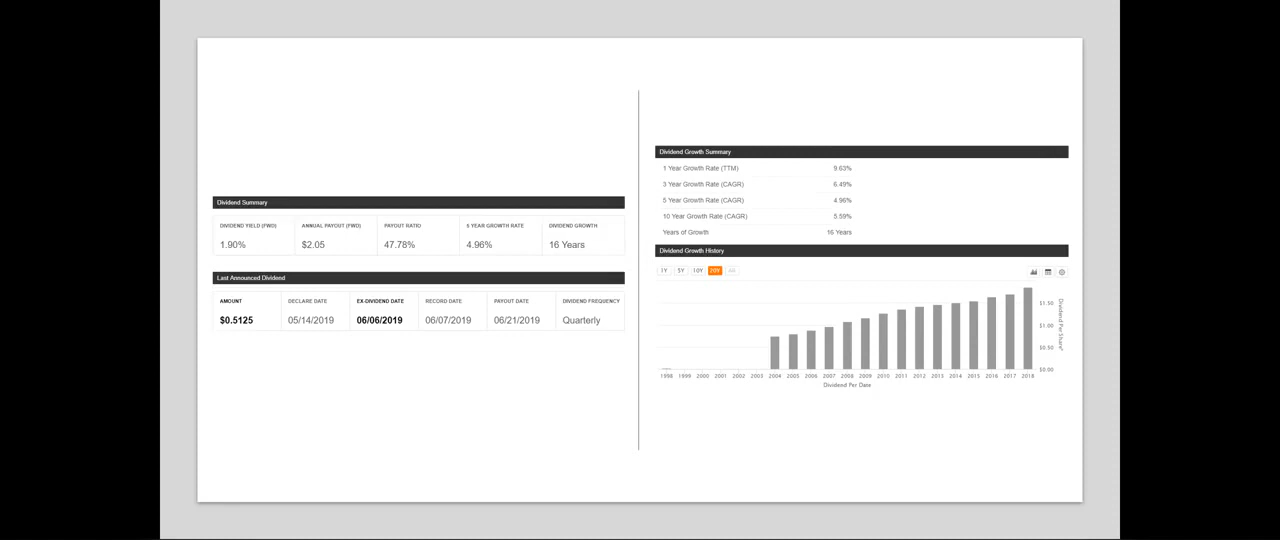 Dividend Summary
DIVIDEND YIELD (FWD) ANNUAL PAYOUT (FWD) PAYOUT RATIO 5 YEAR GROWTH RATE DIVIDEND GROWTH
1.90% $2.05 47.78% 4.96% 16 Years
Last Announced Dividend
AMOUNT DECLARE DATE EX-DIVIDEND DATE RECORD DATE PAYOUT DATE DIVIDEND FREQUENCY
$0.5125 05/14/2019 06/06/2019 06/07/2019 06/21/2019 Quarterly
Dividend Growth Summary
1 Year Growth Rate (TTM) 9.63%
3 Year Growth Rate (CAGR) 6.49%
5 Year Growth Rate (CAGR) 4.96%
10 Year Growth Rate (CAGR) 5.59%
Years of Growth 16 Years
Dividend Growth History
1Y 5Y 10Y 20Y
$1.50
$1.00
$0.50
$0.00
Dividend Per Share*
1998 1999 2000 2001 2002 2003 2004 2005 2006 2007 2008 2009 2010 2011 2012 2013 2014 2015 2016 2017 2018
Dividend Per Date